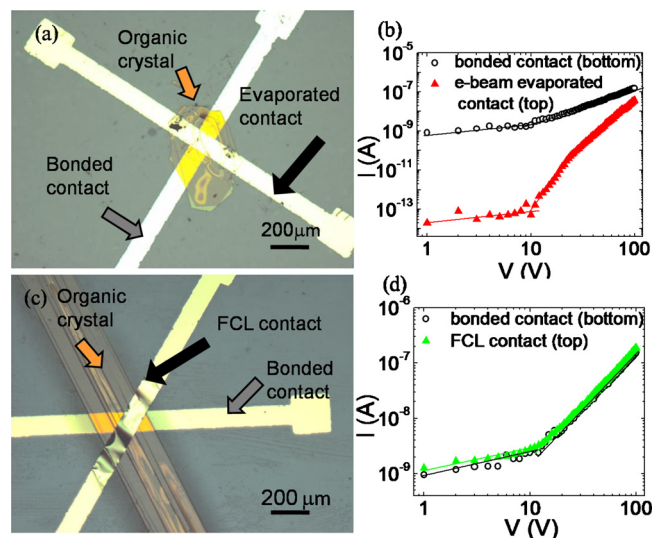 (a)
Organic
crystal
Evaporated
contact
Bonded
contact
200μm
(b)
10⁻⁵
10⁻⁷
10⁻⁹
10⁻¹¹
10⁻¹³
I (A)
bonded contact (bottom)
e-beam evaporated
contact (top)
1
10
100
V (V)
(c)
Organic
crystal
FCL contact
Bonded
contact
200 μm
(d)
10⁻⁶
10⁻⁷
10⁻⁸
10⁻⁹
I (A)
bonded contact (bottom)
FCL contact (top)
1
10
100
V (V)